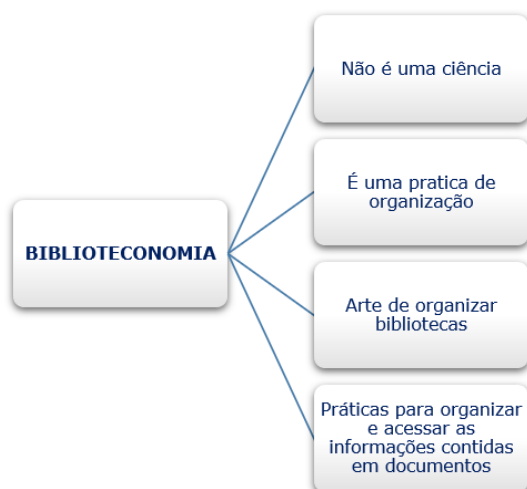 Não é uma ciência
É uma pratica de
organização
BIBLIOTECONOMIA
Arte de organizar
bibliotecas
Práticas para organizar
e acessar as
informações contidas
em documentos